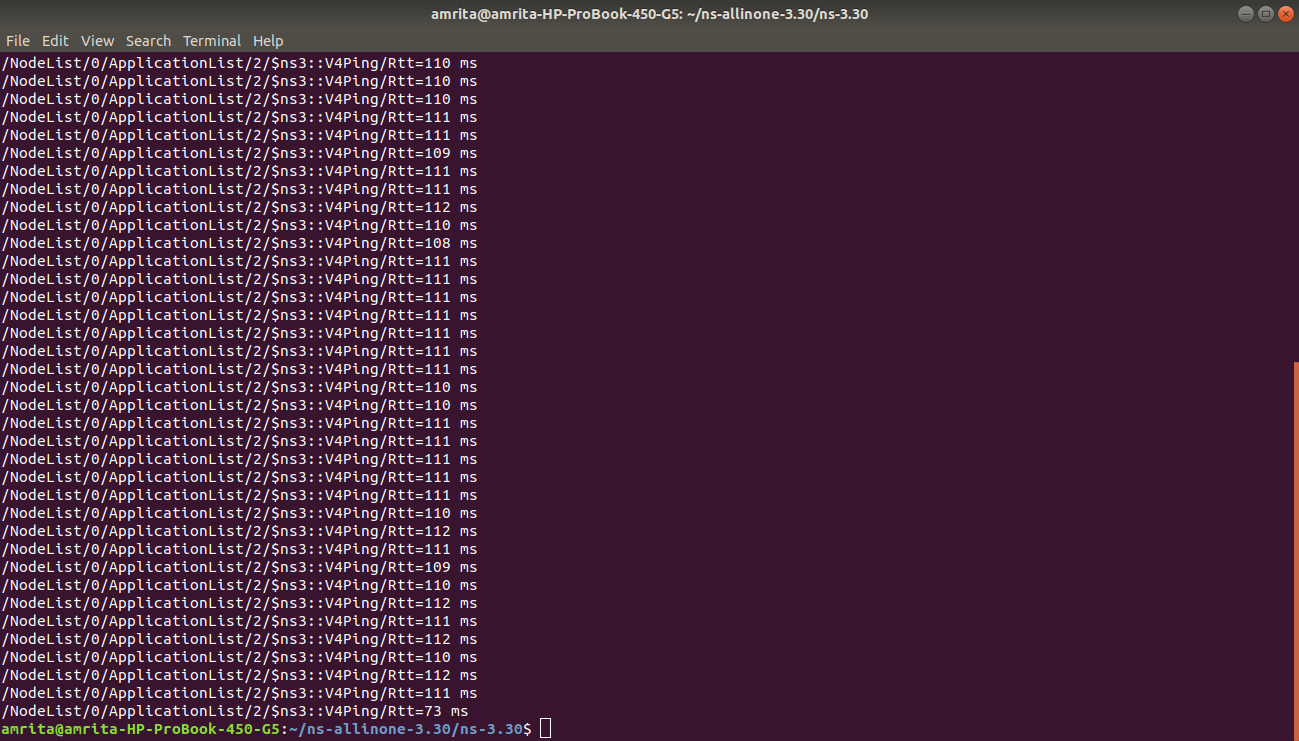 amrita@amrita-HP-ProBook-450-G5: ~/ns-allinone-3.30/ns-3.30
File Edit View Search Terminal Help
/NodeList/0/ApplicationList/2/$ns3::V4Ping/Rtt=110 ms
/NodeList/0/ApplicationList/2/$ns3::V4Ping/Rtt=110 ms
/NodeList/0/ApplicationList/2/$ns3::V4Ping/Rtt=110 ms
/NodeList/0/ApplicationList/2/$ns3::V4Ping/Rtt=111 ms
/NodeList/0/ApplicationList/2/$ns3::V4Ping/Rtt=111 ms
/NodeList/0/ApplicationList/2/$ns3::V4Ping/Rtt=109 ms
/NodeList/0/ApplicationList/2/$ns3::V4Ping/Rtt=111 ms
/NodeList/0/ApplicationList/2/$ns3::V4Ping/Rtt=111 ms
/NodeList/0/ApplicationList/2/$ns3::V4Ping/Rtt=112 ms
/NodeList/0/ApplicationList/2/$ns3::V4Ping/Rtt=110 ms
/NodeList/0/ApplicationList/2/$ns3::V4Ping/Rtt=108 ms
/NodeList/0/ApplicationList/2/$ns3::V4Ping/Rtt=111 ms
/NodeList/0/ApplicationList/2/$ns3::V4Ping/Rtt=111 ms
/NodeList/0/ApplicationList/2/$ns3::V4Ping/Rtt=111 ms
/NodeList/0/ApplicationList/2/$ns3::V4Ping/Rtt=111 ms
/NodeList/0/ApplicationList/2/$ns3::V4Ping/Rtt=111 ms
/NodeList/0/ApplicationList/2/$ns3::V4Ping/Rtt=111 ms
/NodeList/0/ApplicationList/2/$ns3::V4Ping/Rtt=111 ms
/NodeList/0/ApplicationList/2/$ns3::V4Ping/Rtt=110 ms
/NodeList/0/ApplicationList/2/$ns3::V4Ping/Rtt=110 ms
/NodeList/0/ApplicationList/2/$ns3::V4Ping/Rtt=111 ms
/NodeList/0/ApplicationList/2/$ns3::V4Ping/Rtt=111 ms
/NodeList/0/ApplicationList/2/$ns3::V4Ping/Rtt=111 ms
/NodeList/0/ApplicationList/2/$ns3::V4Ping/Rtt=111 ms
/NodeList/0/ApplicationList/2/$ns3::V4Ping/Rtt=111 ms
/NodeList/0/ApplicationList/2/$ns3::V4Ping/Rtt=110 ms
/NodeList/0/ApplicationList/2/$ns3::V4Ping/Rtt=112 ms
/NodeList/0/ApplicationList/2/$ns3::V4Ping/Rtt=111 ms
/NodeList/0/ApplicationList/2/$ns3::V4Ping/Rtt=109 ms
/NodeList/0/ApplicationList/2/$ns3::V4Ping/Rtt=110 ms
/NodeList/0/ApplicationList/2/$ns3::V4Ping/Rtt=112 ms
/NodeList/0/ApplicationList/2/$ns3::V4Ping/Rtt=111 ms
/NodeList/0/ApplicationList/2/$ns3::V4Ping/Rtt=112 ms
/NodeList/0/ApplicationList/2/$ns3::V4Ping/Rtt=110 ms
/NodeList/0/ApplicationList/2/$ns3::V4Ping/Rtt=112 ms
/NodeList/0/ApplicationList/2/$ns3::V4Ping/Rtt=111 ms
/NodeList/0/ApplicationList/2/$ns3::V4Ping/Rtt=73 ms
amrita@amrita-HP-ProBook-450-G5:~/ns-allinone-3.30/ns-3.30$